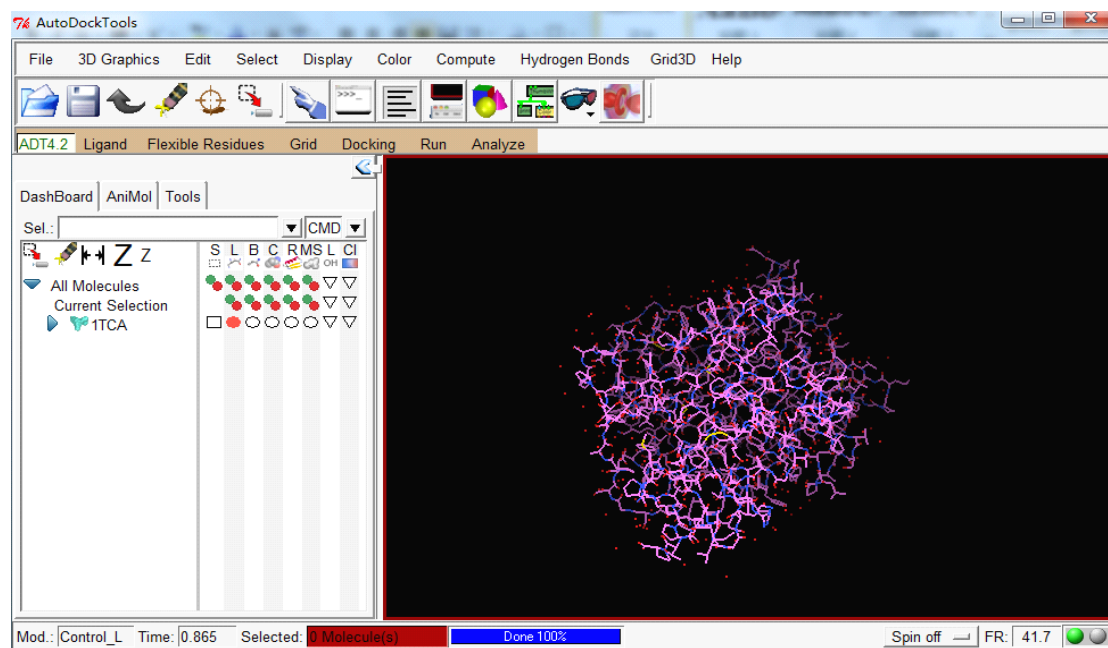 AutoDockTools
File 3D Graphics Edit Select Display Color Compute Hydrogen Bonds Grid3D Help
ADT4.2 Ligand Flexible Residues Grid Docking Run Analyze
DashBoard AniMol Tools
Sel.: CMD
Z Z S L B C R MS L Cl
OH
All Molecules
Current Selection
1TCA
Mod.: Control_L Time: 0.865 Selected: 0 Molecule(s) Done 100% Spin off FR: 41.7